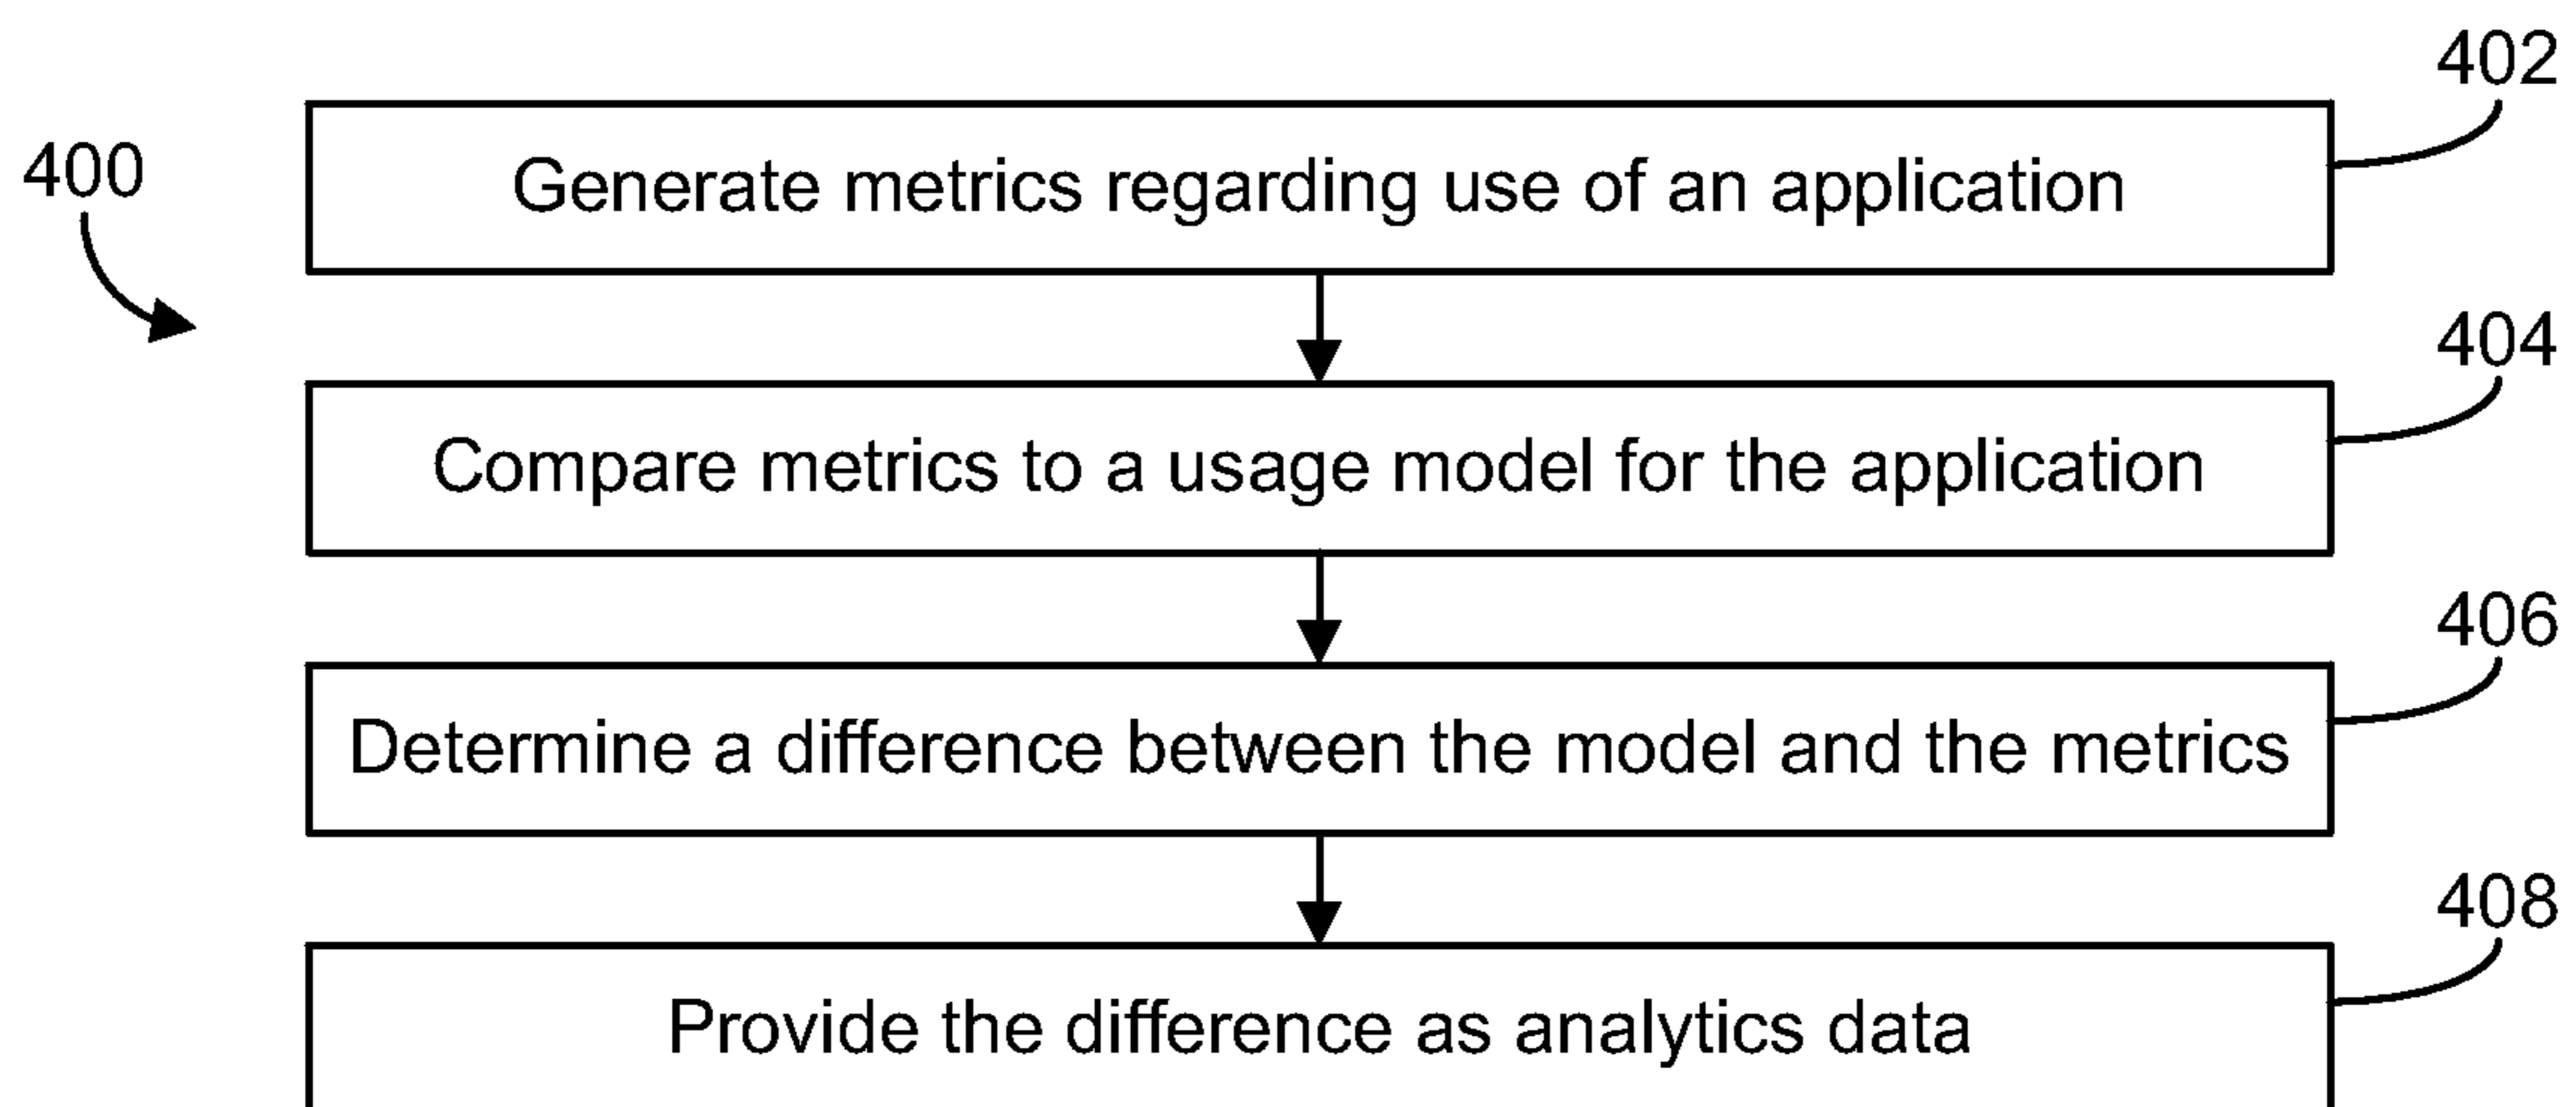 402
400
Generate metrics regarding use of an application
404
Compare metrics to a usage model for the application
406
Determine a difference between the model and the metrics
408
Provide the difference as analytics data